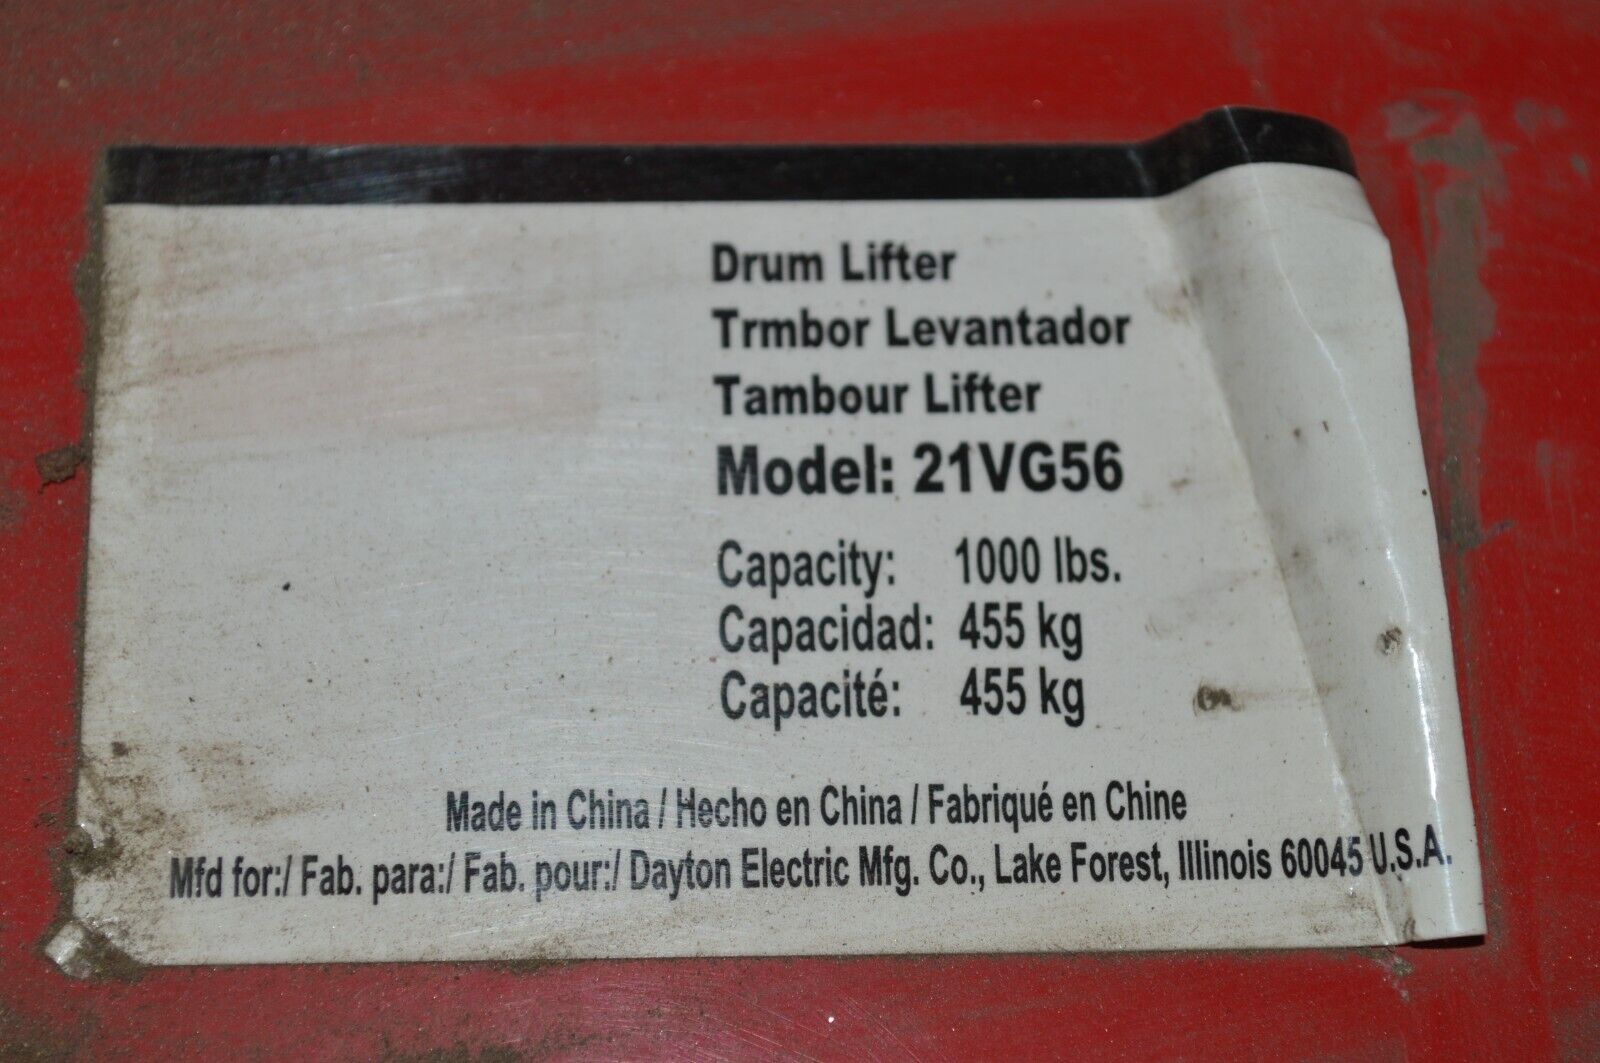 Drum Lifter
Trmbor Levantador
Tambour Lifter
Model: 21VG56
Capacity: 1000 lbs.
Capacidad: 455 kg
Capacité: 455 kg
Made in China / Hecho en China / Fabriqué en Chine
Mfd for:/ Fab. para:/ Fab. pour:/ Dayton Electric Mfg. Co., Lake Forest, Illinois 60045 U.S.A.